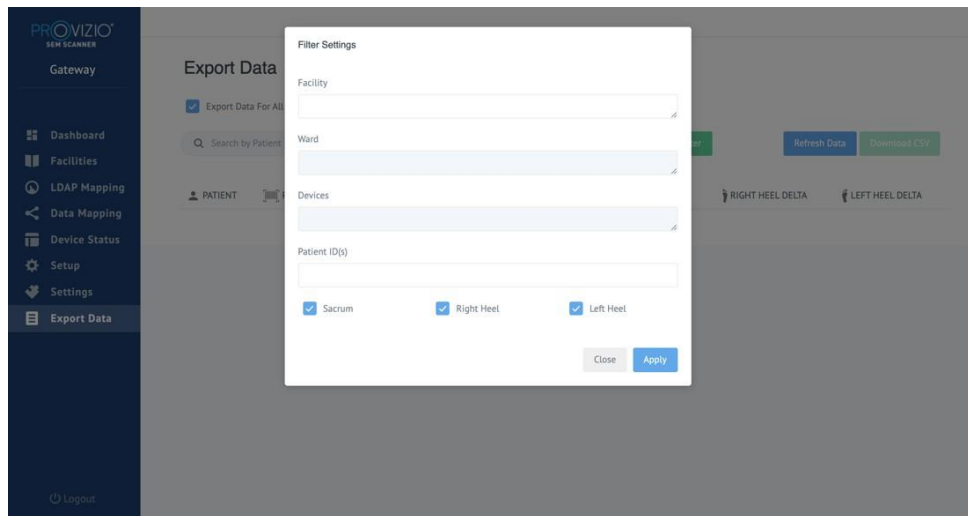 PROVIZIO
SEM SCANNER
Gateway
Dashboard
Facilities
LDAP Mapping
Data Mapping
Device Status
Setup
Settings
Export Data
Logout
Export Data
Export Data For All
Search by Patient
Refresh Data
Download CSV
PATIENT
RIGHT HEEL DELTA
LEFT HEEL DELTA
Filter Settings
Facility
Ward
Devices
Patient ID(s)
Sacrum
Right Heel
Left Heel
Close
Apply